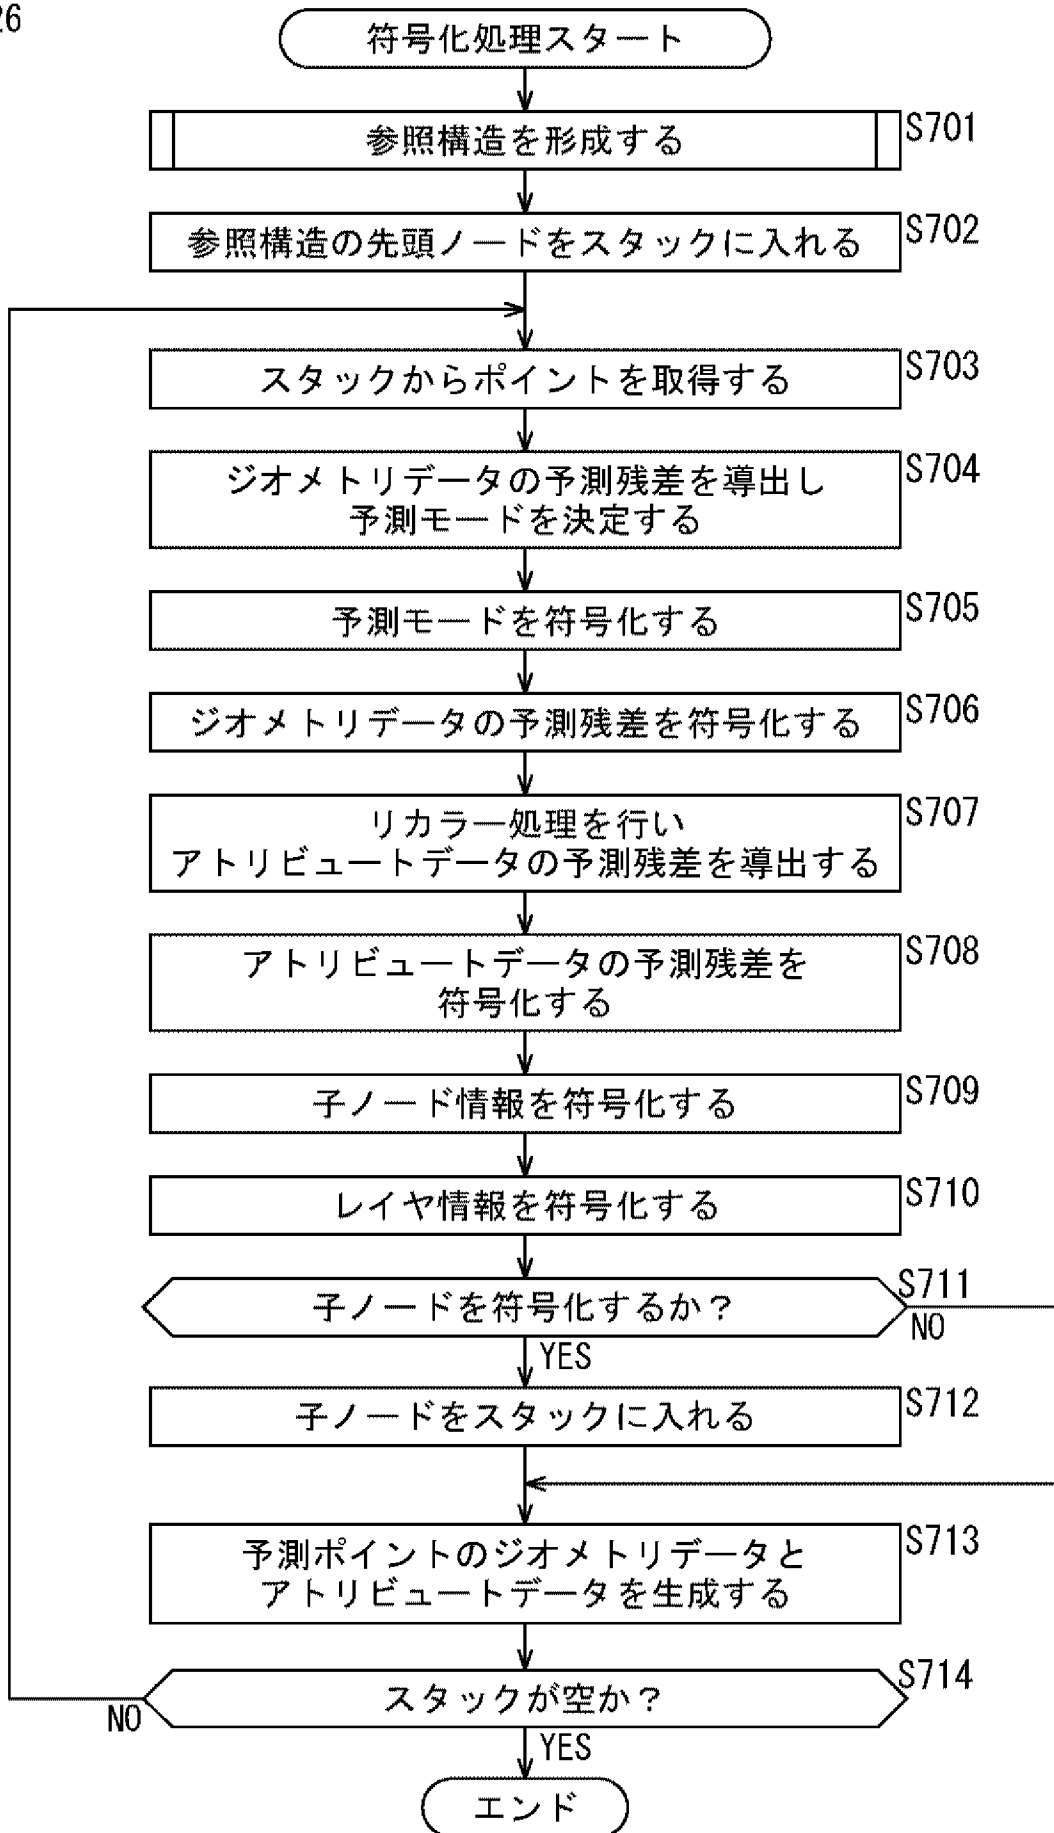 26
符号化処理スタート
参照構造を形成する
S701
参照構造の先頭ノードをスタックに入れる
S702
スタックからポイントを取得する
S703
ジオメトリデータの予測残差を導出し
予測モードを決定する
S704
予測モードを符号化する
S705
ジオメトリデータの予測残差を符号化する
S706
リカラー処理を行い
アトリビュートデータの予測残差を導出する
S707
アトリビュートデータの予測残差を
符号化する
S708
子ノード情報を符号化する
S709
レイヤ情報を符号化する
S710
子ノードを符号化するか？
S711
NO
YES
子ノードをスタックに入れる
S712
予測ポイントのジオメトリデータと
アトリビュートデータを生成する
S713
スタックが空か？
S714
NO
YES
エンド